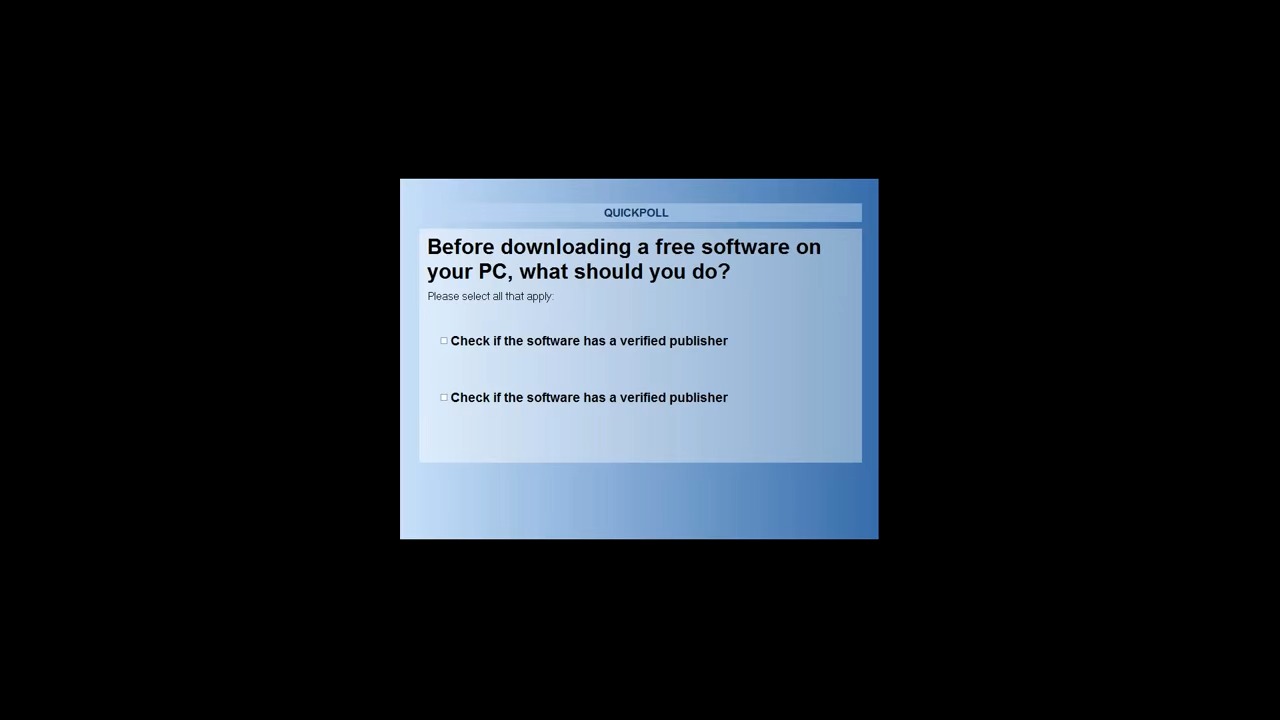 QUICKPOLL
Before downloading a free software on
your PC, what should you do?
Please select all that apply:
Check if the software has a verified publisher
Check if the software has a verified publisher